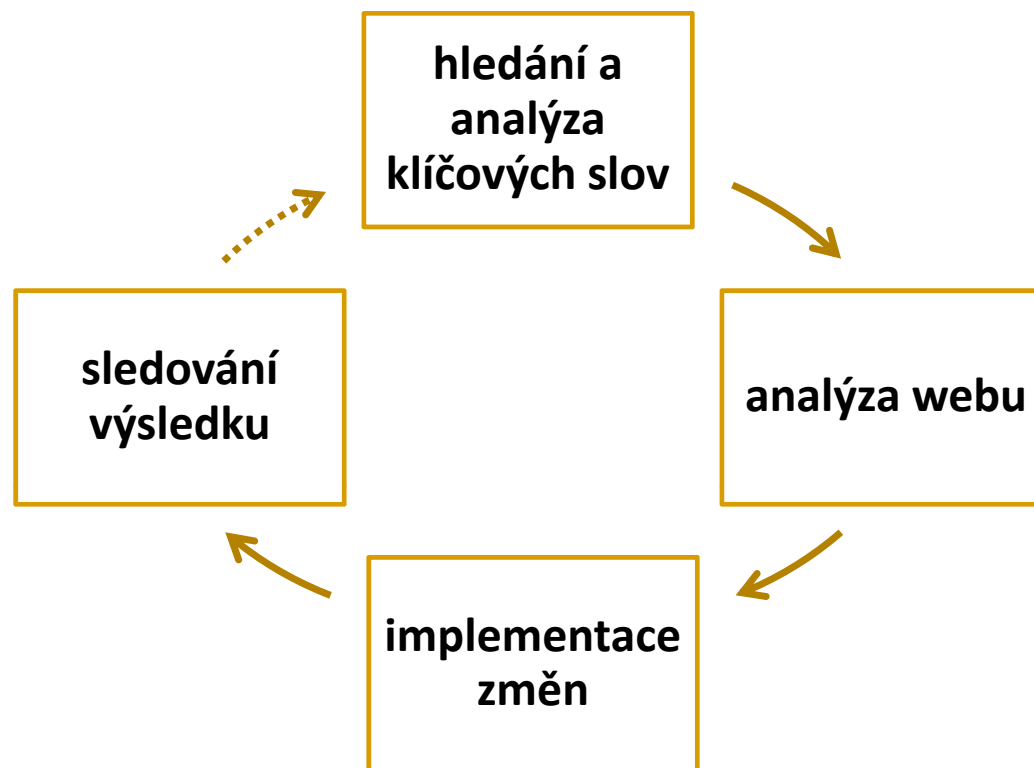 hledání a
analýza
klíčových slov
sledování
výsledku
analýza webu
implementace
změn